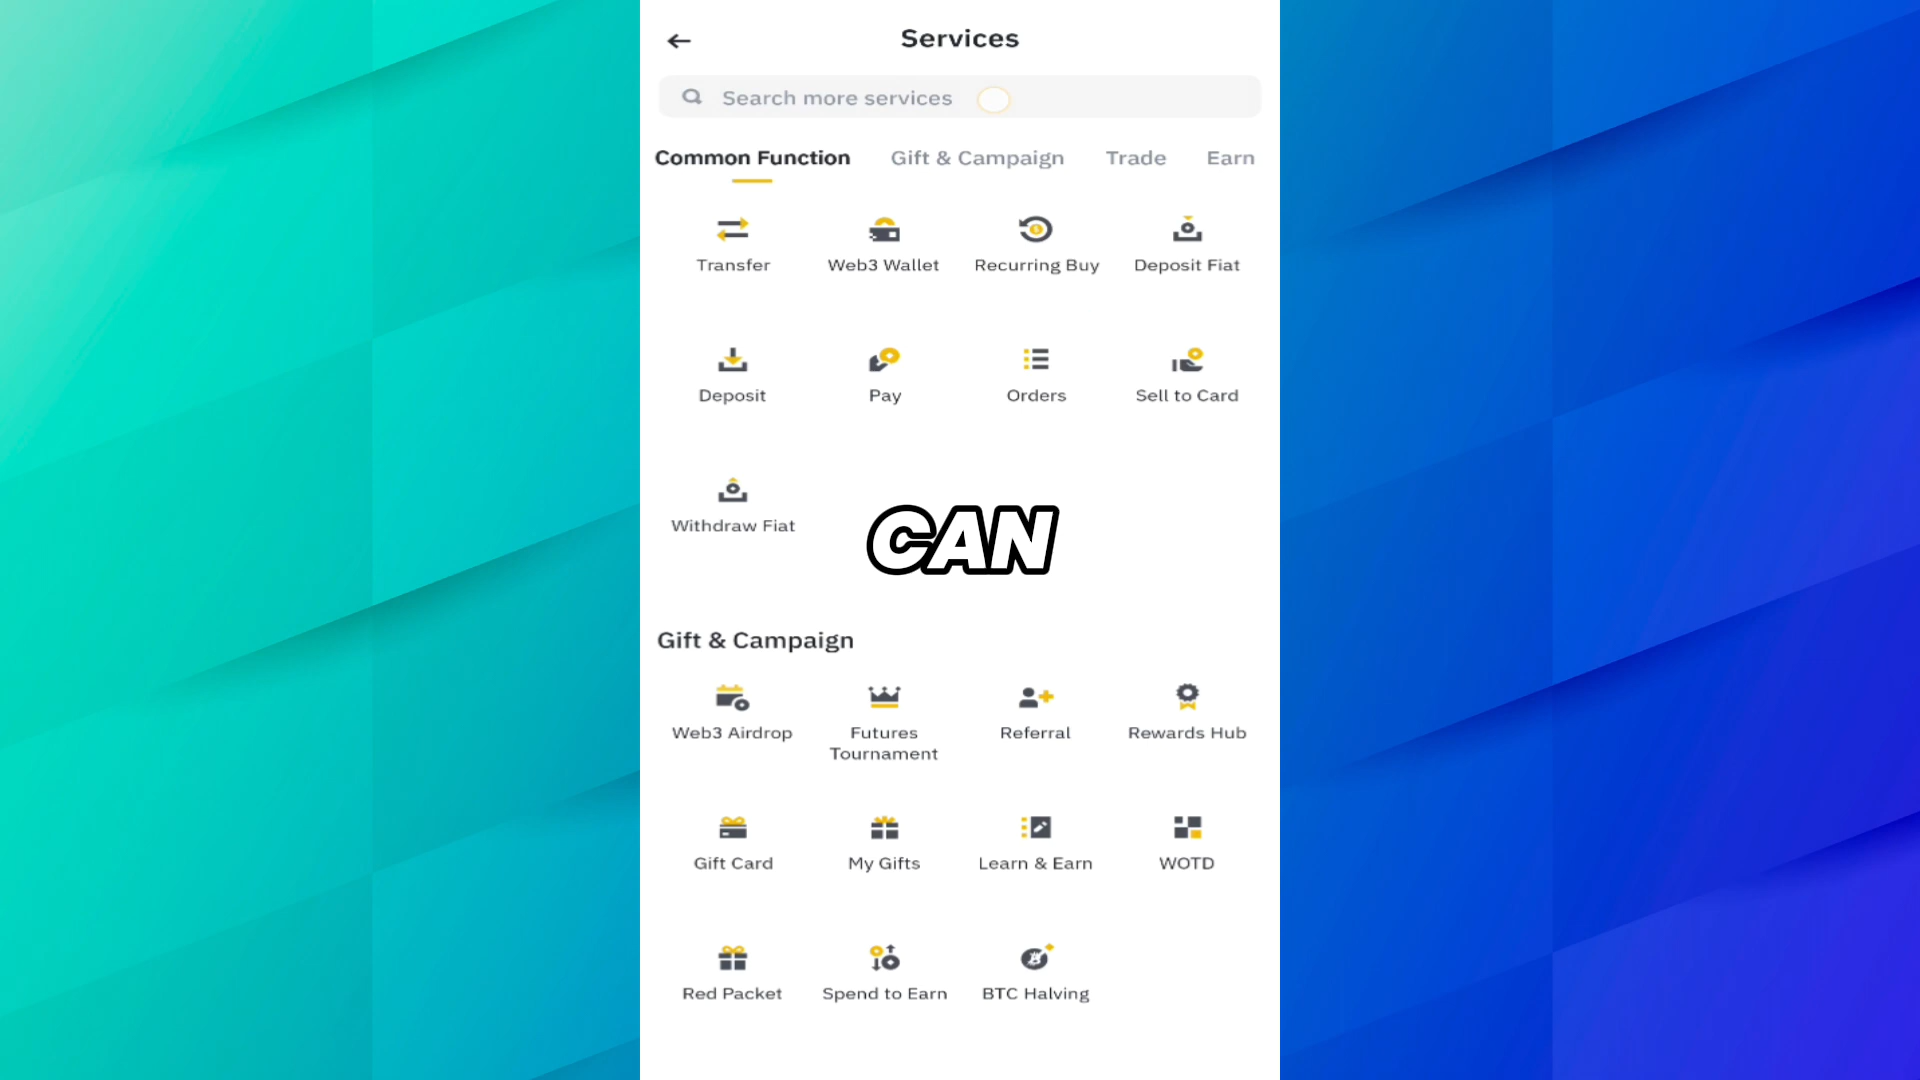 Services
Search more services
Common Function Gift & Campaign Trade Earn
Transfer Web3 Wallet Recurring Buy Deposit Fiat
Deposit Pay Orders Sell to Card
Withdraw Fiat
CAN
Gift & Campaign
Web3 Airdrop Futures Tournament Referral Rewards Hub
Gift Card My Gifts Learn & Earn WOTD
Red Packet Spend to Earn BTC Halving